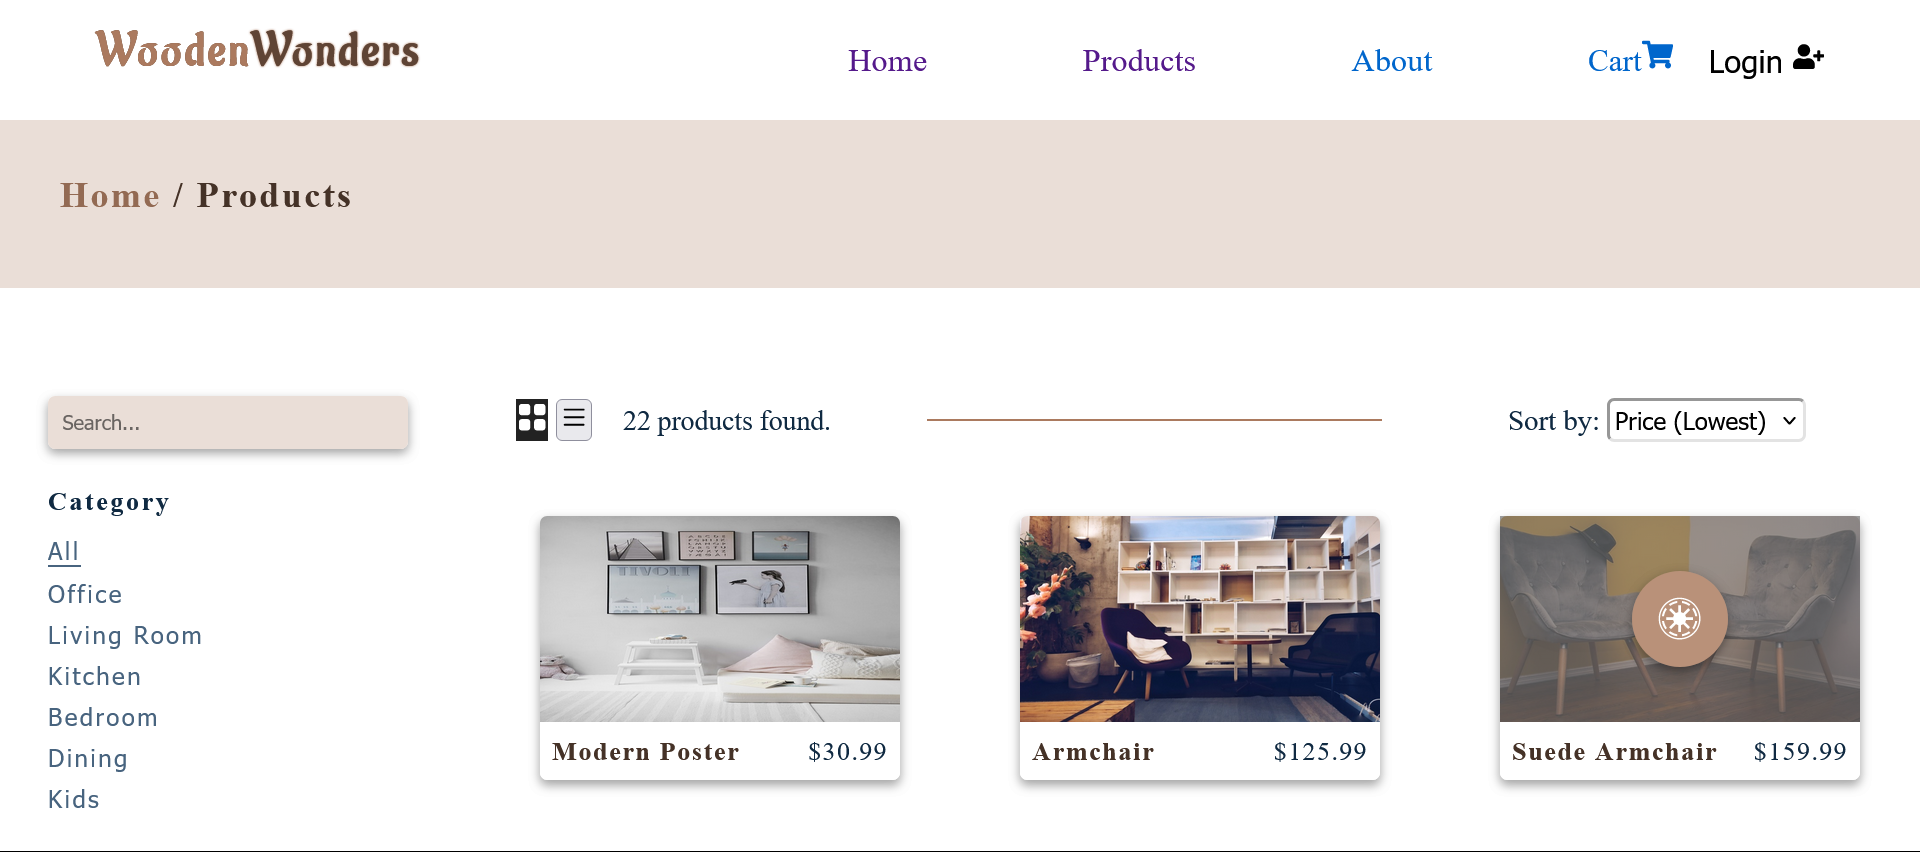 WoodenWonders
Home Products About Cart Login
Home / Products
Search...
22 products found.
Sort by: Price (Lowest)
Category
All
Office
Living Room
Kitchen
Bedroom
Dining
Kids
TIVOLI
Modern Poster $30.99
Armchair $125.99
Suede Armchair $159.99